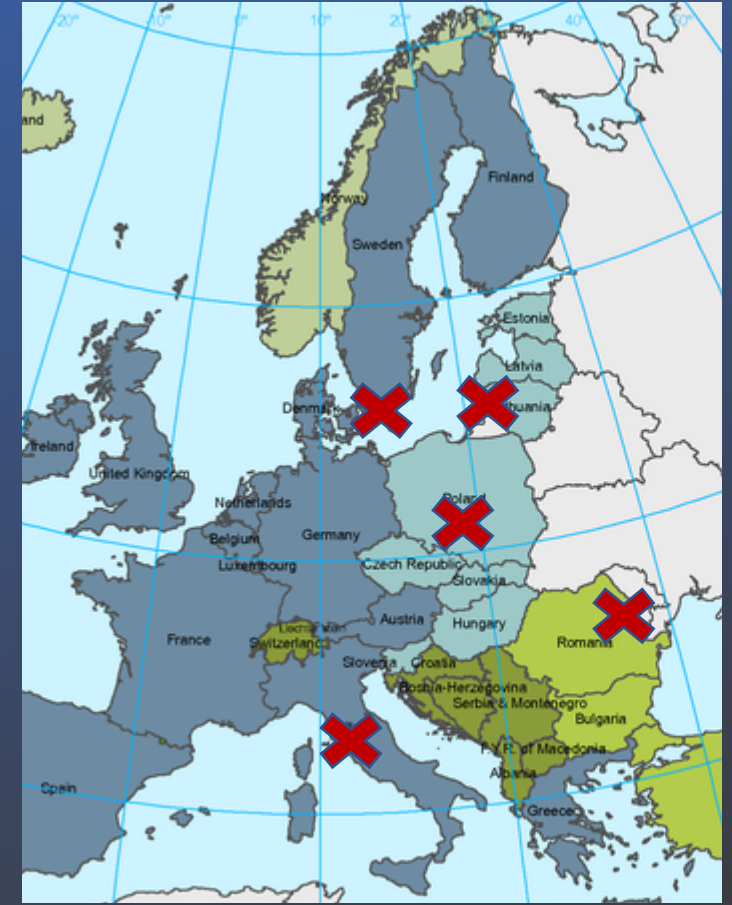 -20°
-10°
0°
10°
20°
40°
50°
and
Norway
Finland
Sweden
Estonia
Latvia
huania
Denmark
Ireland
United Kingdom
Netherlands
Poland
Belgium
Germany
Luxembourg
Czech Republic
Slovakia
Austria
Hungary
France
Liechtenstein
Switzerland
Romania
Slovenia
Croatia
Bosnia-Herzegovina
Serbia & Montenegro
Bulgaria
F.Y.R. of Macedonia
Albania
Spain
Greece